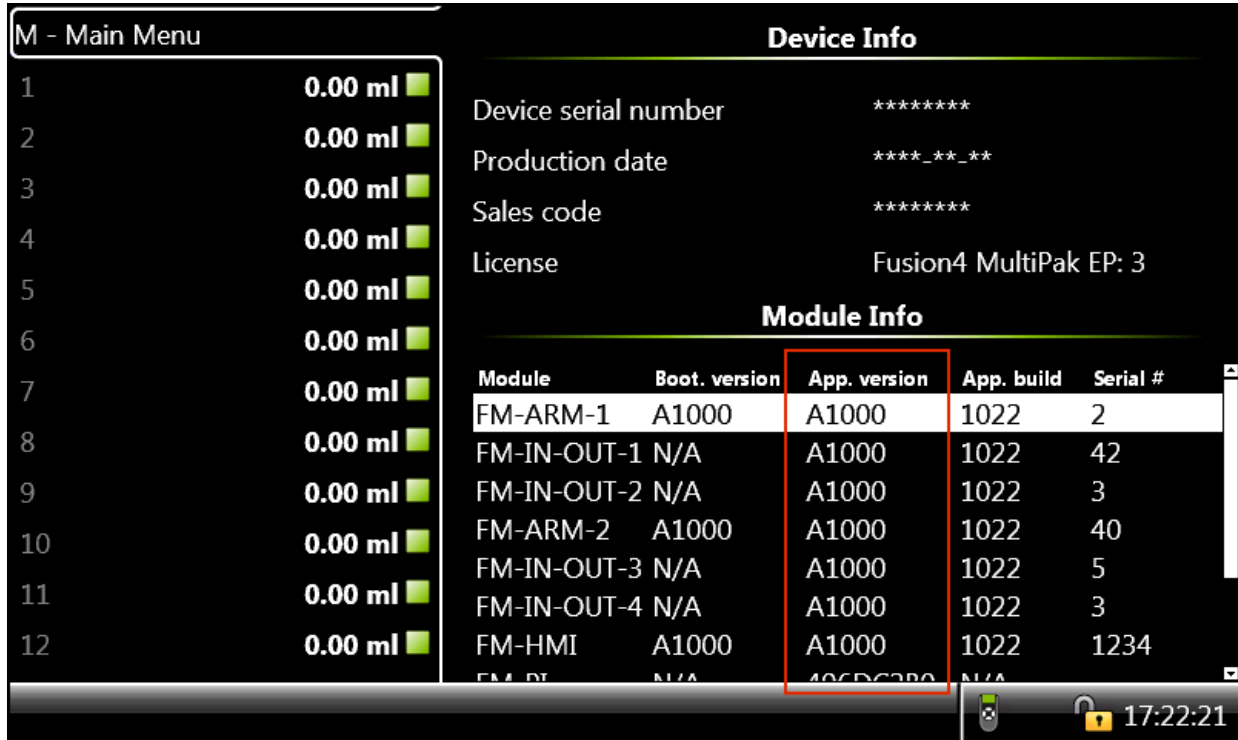 M - Main Menu
1 0.00 ml
2 0.00 ml
3 0.00 ml
4 0.00 ml
5 0.00 ml
6 0.00 ml
7 0.00 ml
8 0.00 ml
9 0.00 ml
10 0.00 ml
11 0.00 ml
12 0.00 ml
Device Info
Device serial number ********
Production date ****-**-**
Sales code ********
License Fusion4 MultiPak EP: 3
Module Info
Module Boot. version App. version App. build Serial #
FM-ARM-1 A1000 A1000 1022 2
FM-IN-OUT-1 N/A A1000 1022 42
FM-IN-OUT-2 N/A A1000 1022 3
FM-ARM-2 A1000 A1000 1022 40
FM-IN-OUT-3 N/A A1000 1022 5
FM-IN-OUT-4 N/A A1000 1022 3
FM-HMI A1000 A1000 1022 1234
N/A N/A
17:22:21